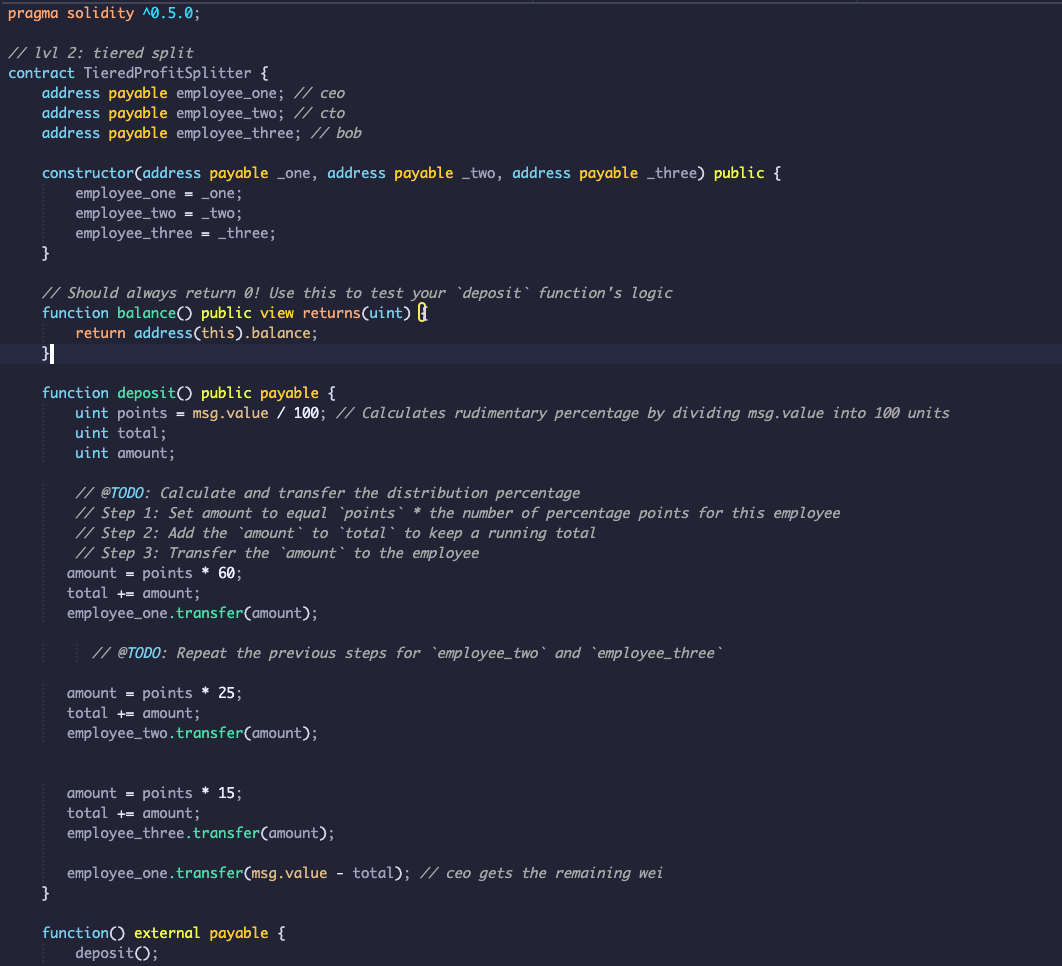 pragma solidity ^0.5.0;
// lvl 2: tiered split
contract TieredProfitSplitter {
    address payable employee_one; // ceo
    address payable employee_two; // cto
    address payable employee_three; // bob
    constructor(address payable _one, address payable _two, address payable _three) public {
        employee_one = _one;
        employee_two = _two;
        employee_three = _three;
    }
    // Should always return 0! Use this to test your `deposit` function's logic
    function balance() public view returns(uint) {
        return address(this).balance;
    }
    function deposit() public payable {
        uint points = msg.value / 100; // Calculates rudimentary percentage by dividing msg.value into 100 units
        uint total;
        uint amount;
        // @TODO: Calculate and transfer the distribution percentage
        // Step 1: Set amount to equal `points` * the number of percentage points for this employee
        // Step 2: Add the `amount` to `total` to keep a running total
        // Step 3: Transfer the `amount` to the employee
       amount = points * 60;
       total += amount;
       employee_one.transfer(amount);
          // @TODO: Repeat the previous steps for `employee_two` and `employee_three`
       amount = points * 25;
       total += amount;
       employee_two.transfer(amount);
       amount = points * 15;
       total += amount;
       employee_three.transfer(amount);
       employee_one.transfer(msg.value - total); // ceo gets the remaining wei
    }
    function() external payable {
        deposit();